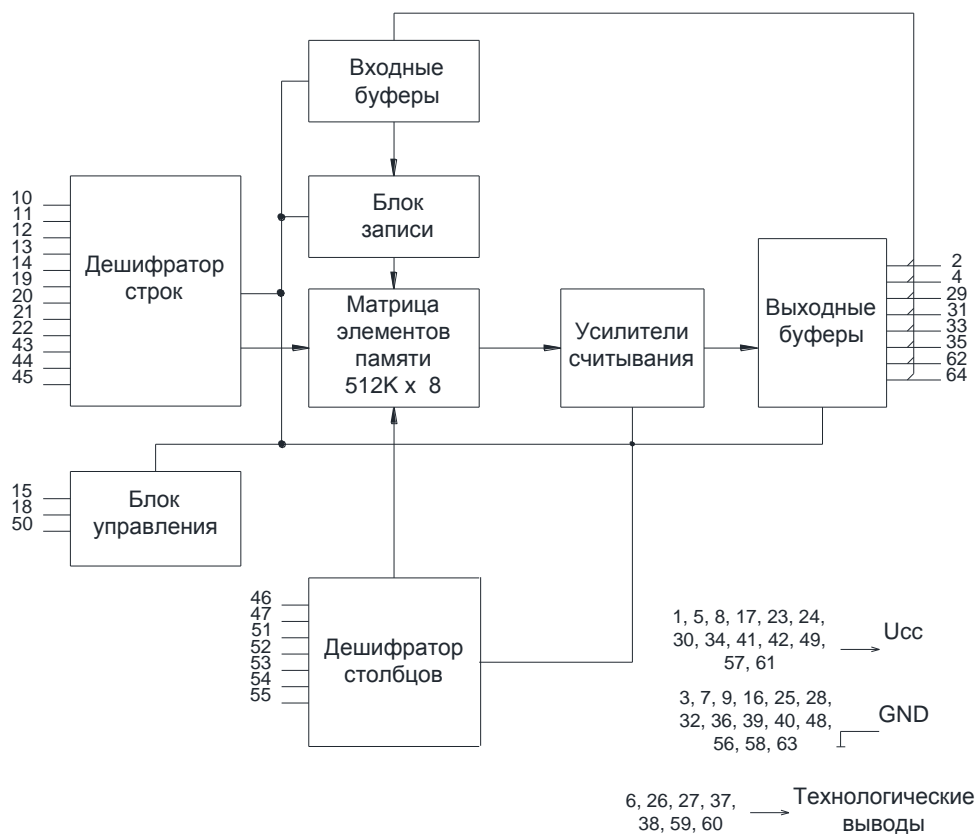 Входные
буферы
Блок
записи
10
11
12
13
14
19
20
21
22
43
44
45
Дешифратор
строк
Матрица
элементов
памяти
512K x 8
Усилители
считывания
Выходные
буферы
2
4
29
31
33
35
62
64
15
18
50
Блок
управления
46
47
51
52
53
54
55
Дешифратор
столбцов
1, 5, 8, 17, 23, 24,
30, 34, 41, 42, 49,
57, 61
Ucc
3, 7, 9, 16, 25, 28,
32, 36, 39, 40, 48,
56, 58, 63
GND
6, 26, 27, 37,
38, 59, 60
Технологические
выводы